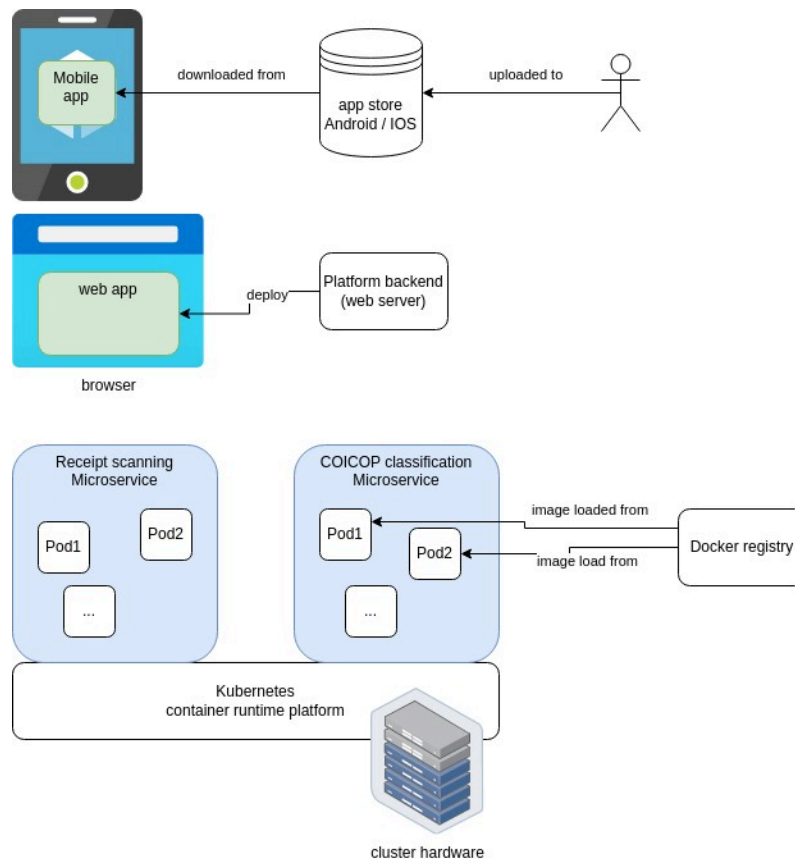 Mobile
app
downloaded from
app store
Android / IOS
uploaded to
web app
deploy
Platform backend
(web server)
browser
Receipt scanning
Microservice
Pod1
Pod2
...
COICOP classification
Microservice
Pod1
Pod2
...
image loaded from
image load from
Docker registry
Kubernetes
container runtime platform
cluster hardware